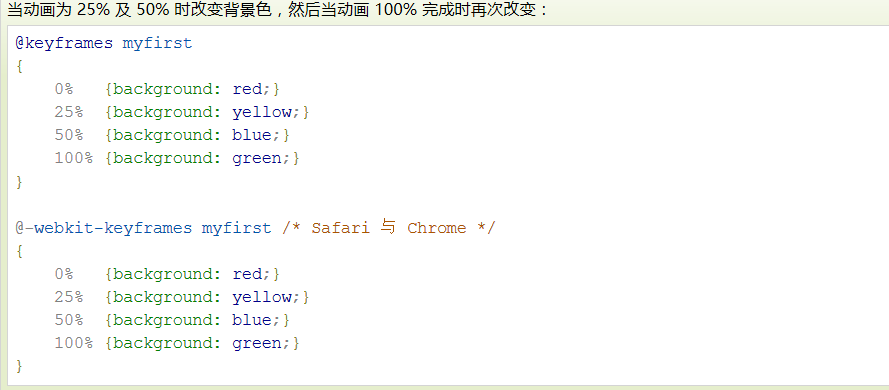 当动画为 25% 及 50% 时改变背景色，然后当动画 100% 完成时再次改变：
@keyframes myfirst
{
    0%   {background: red;}
    25%  {background: yellow;}
    50%  {background: blue;}
    100% {background: green;}
}

@-webkit-keyframes myfirst /* Safari 与 Chrome */
{
    0%   {background: red;}
    25%  {background: yellow;}
    50%  {background: blue;}
    100% {background: green;}
}